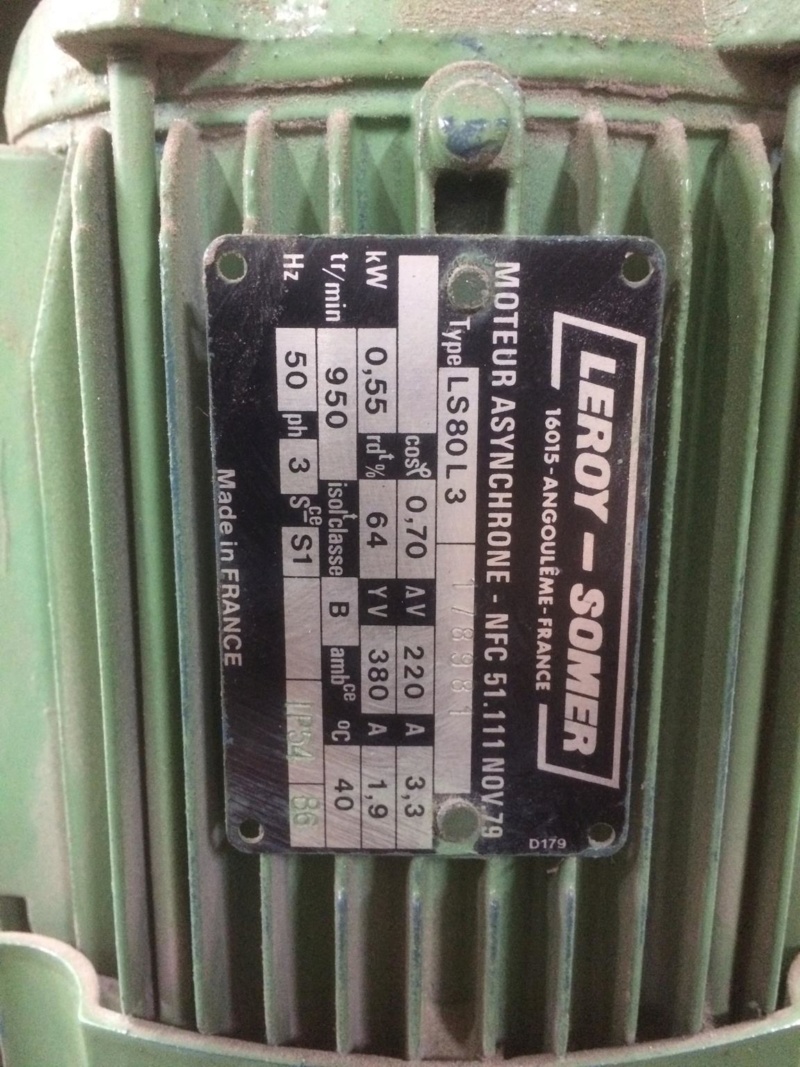 LEROY–SOMER
16015-ANGOULÊME-FRANCE
MOTEUR ASYNCHRONE - NFC 51.111 NOV.79
D179
Type LS80L3 178981
cosφ 0,70 ΔV 220 A 3,3
kW 0,55 rdt% 64 YV 380 A 1,9
tr/min 950 isolt classe B ambce °C 40
Hz 50 ph 3 Sce S1 IP54 86
Made in FRANCE